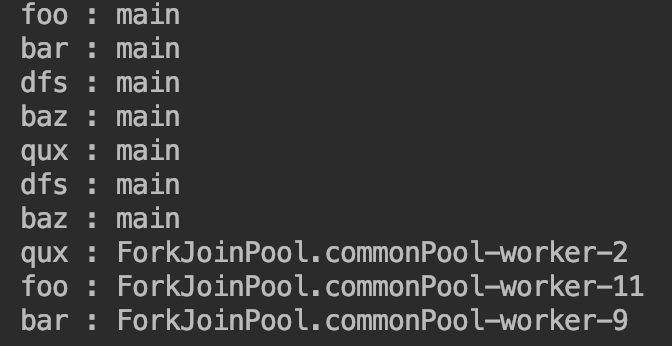 foo : main
bar : main
dfs : main
baz : main
qux : main
dfs : main
baz : main
qux : ForkJoinPool.commonPool-worker-2
foo : ForkJoinPool.commonPool-worker-11
bar : ForkJoinPool.commonPool-worker-9